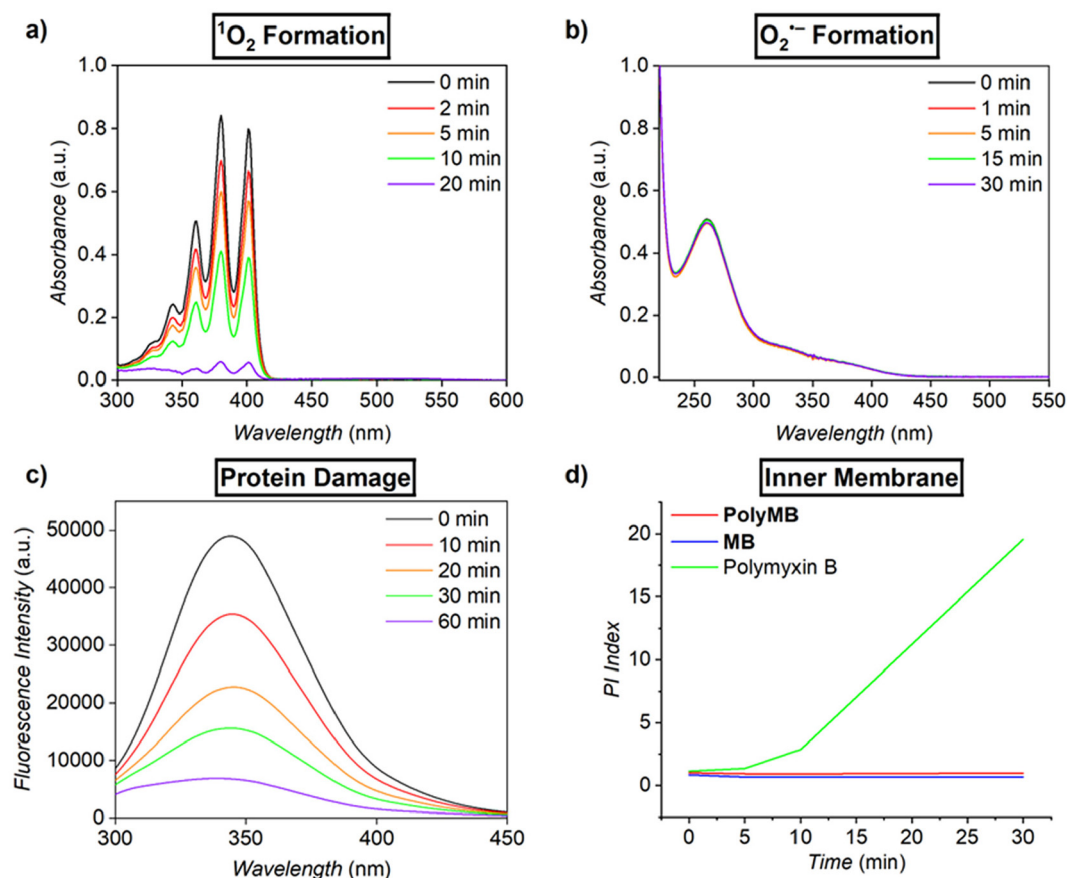 a)
¹O₂ Formation
1.0
0.8
0.6
0.4
0.2
0.0
Absorbance (a.u.)
0 min
2 min
5 min
10 min
20 min
300 350 400 450 500 550 600
Wavelength (nm)
b)
O₂•– Formation
1.0
0.8
0.6
0.4
0.2
0.0
Absorbance (a.u.)
0 min
1 min
5 min
15 min
30 min
250 300 350 400 450 500 550
Wavelength (nm)
c)
Protein Damage
50000
40000
30000
20000
10000
0
Fluorescence Intensity (a.u.)
0 min
10 min
20 min
30 min
60 min
300 350 400 450
Wavelength (nm)
d)
Inner Membrane
PolyMB
MB
Polymyxin B
20
15
10
5
0
PI Index
0 5 10 15 20 25 30
Time (min)